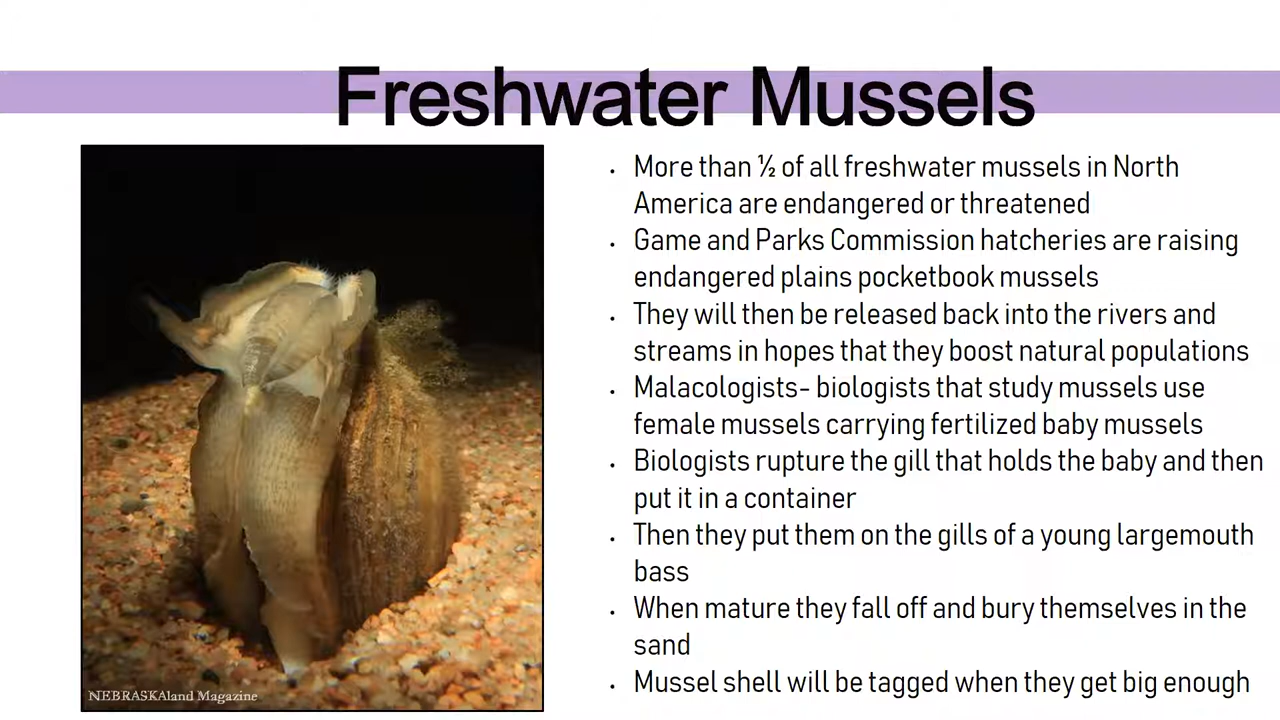 Freshwater Mussels
• More than ½ of all freshwater mussels in North
America are endangered or threatened
• Game and Parks Commission hatcheries are raising
endangered plains pocketbook mussels
• They will then be released back into the rivers and
streams in hopes that they boost natural populations
• Malacologists- biologists that study mussels use
female mussels carrying fertilized baby mussels
• Biologists rupture the gill that holds the baby and then
put it in a container
• Then they put them on the gills of a young largemouth
bass
• When mature they fall off and bury themselves in the
sand
• Mussel shell will be tagged when they get big enough
NEBRASKAland Magazine